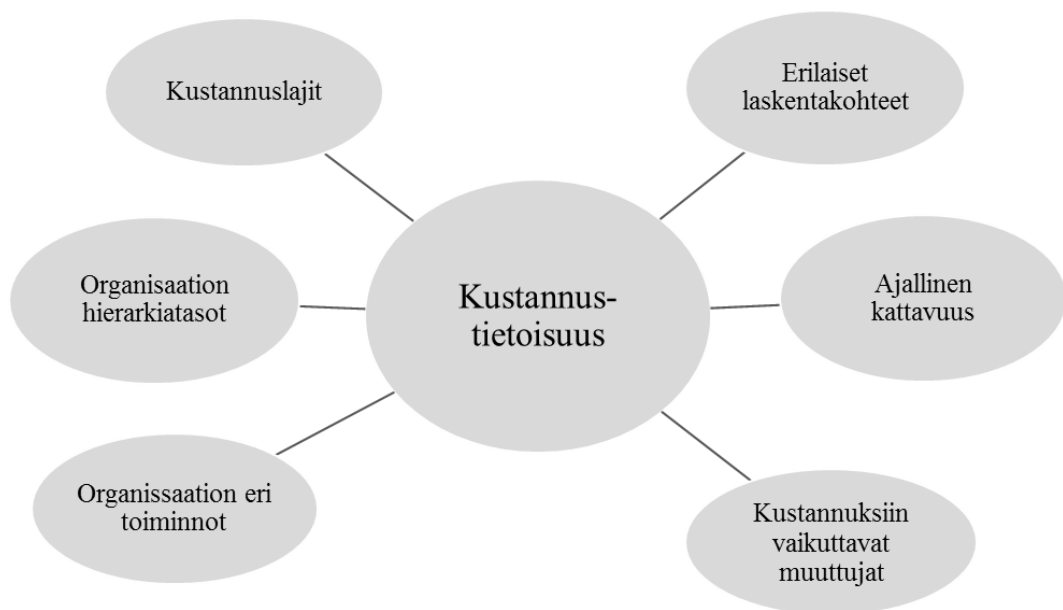 Kustannuslajit
Erilaiset
laskentakohteet
Organisaation
hierarkiatasot
Kustannus-
tietoisuus
Ajallinen
kattavuus
Organissaation eri
toiminnot
Kustannuksiin
vaikuttavat
muuttujat